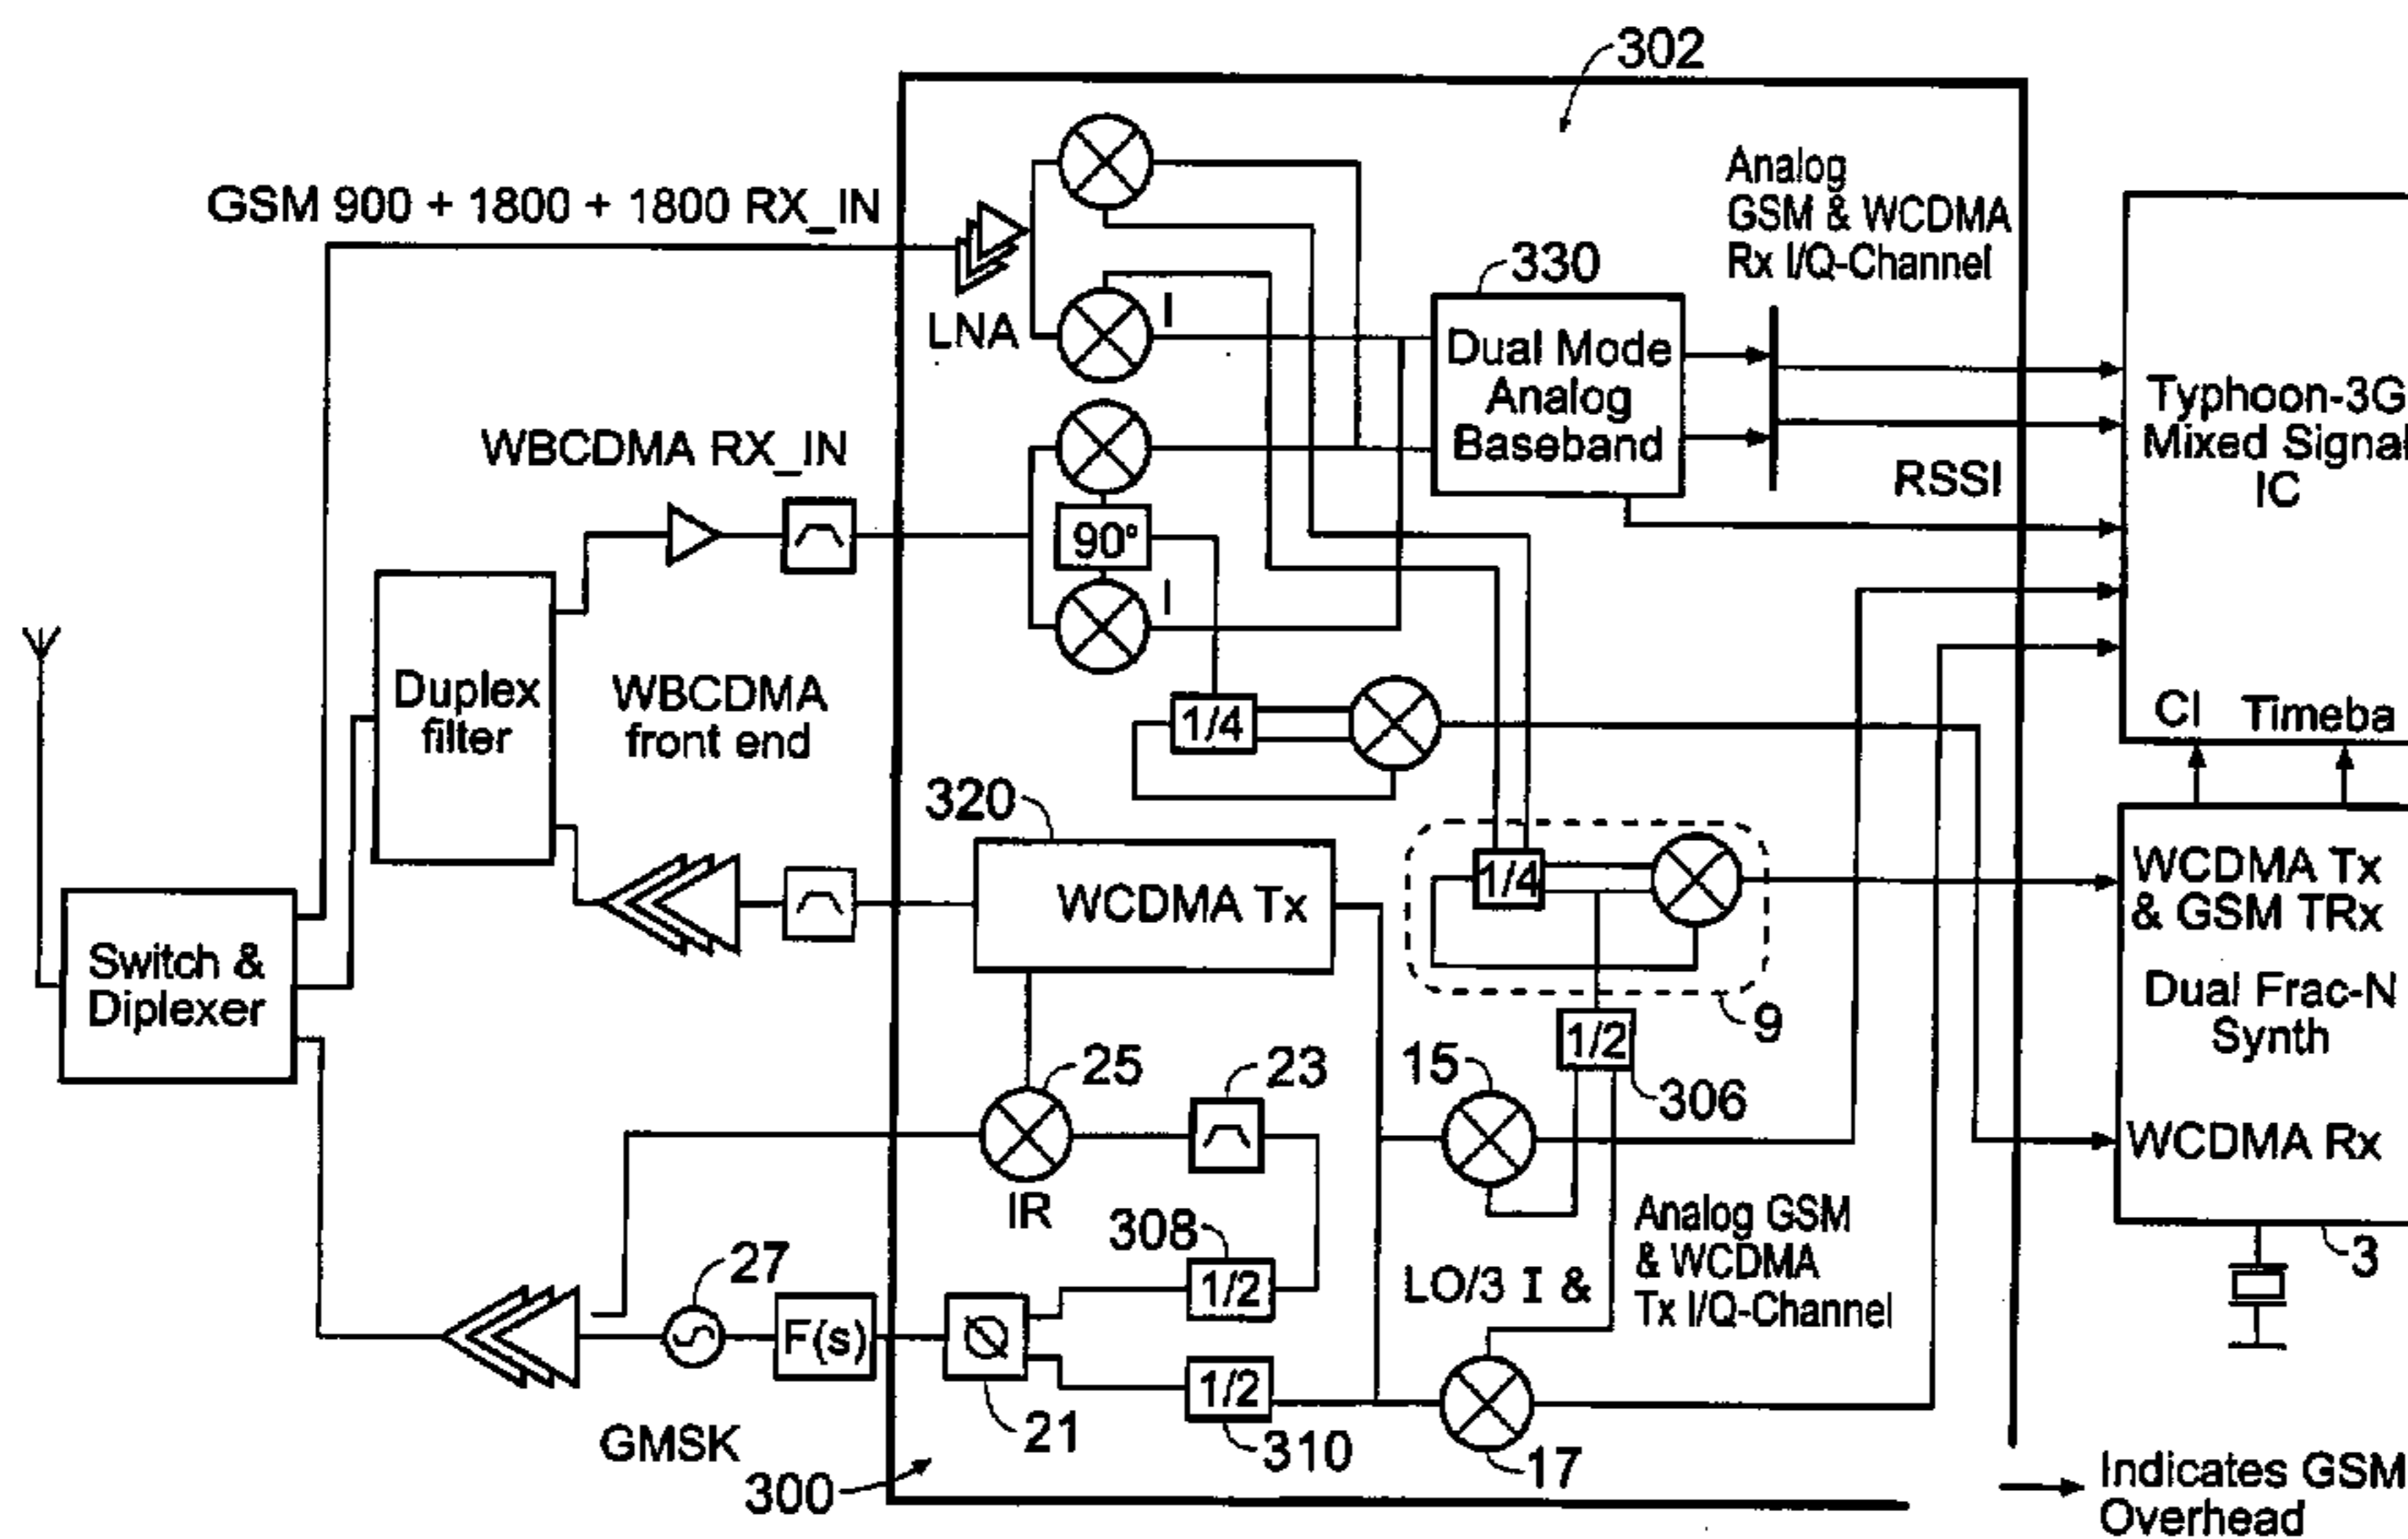 302
GSM 900 + 1800 + 1800 RX_IN
LNA
I
330
Dual Mode
Analog
Baseband
Analog
GSM & WCDMA
Rx I/Q-Channel
RSSI
Typhoon-3G
Mixed Signal
IC
WBCDMA RX_IN
90°
I
Duplex
filter
WBCDMA
front end
1/4
CI
Timeba
320
WCDMA Tx
1/4
9
WCDMA Tx
& GSM TRx
Dual Frac-N
Synth
WCDMA Rx
3
Switch &
Diplexer
25
23
15
1/2
306
IR
308
1/2
LO/3 I &
Analog GSM
& WCDMA
Tx I/Q-Channel
27
F(s)
21
1/2
310
17
GMSK
300
Indicates GSM
Overhead